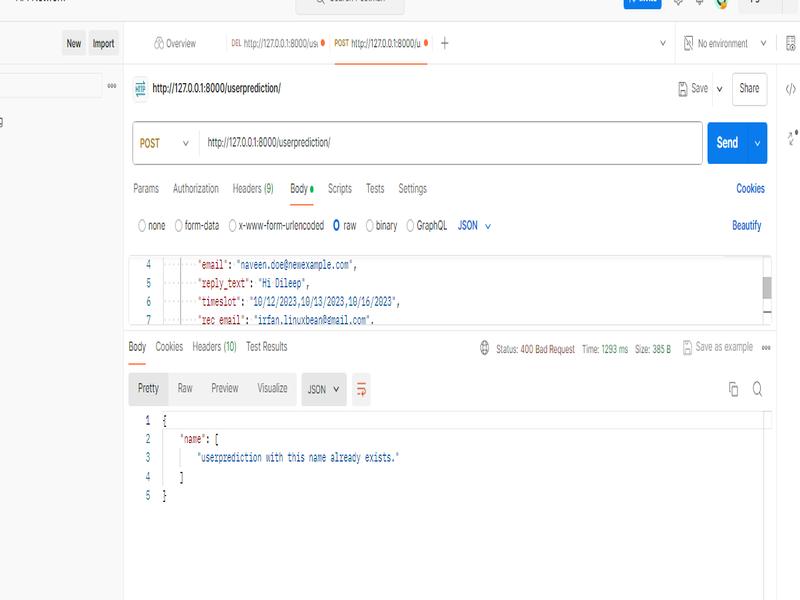 New Import
Overview
DEL http://127.0.0.1:8000/use
POST http://127.0.0.1:8000/u
No environment
http://127.0.0.1:8000/userprediction/
Save
Share
POST
http://127.0.0.1:8000/userprediction/
Send
Params Authorization Headers (9) Body Scripts Tests Settings
Cookies
none form-data x-www-form-urlencoded raw binary GraphQL JSON
Beautify
4 "email": "naveen.doe@newexample.com",
5 "reply_text": "Hi Dileep",
6 "timeslot": "10/12/2023,10/13/2023,10/16/2023",
7 "rec_email": "irfan.linuxbean@gmail.com",
Body Cookies Headers (10) Test Results
Status: 400 Bad Request Time: 1293 ms Size: 385 B
Save as example
Pretty Raw Preview Visualize JSON
1 {
2 "name": [
3 "userprediction with this name already exists."
4 ]
5 }